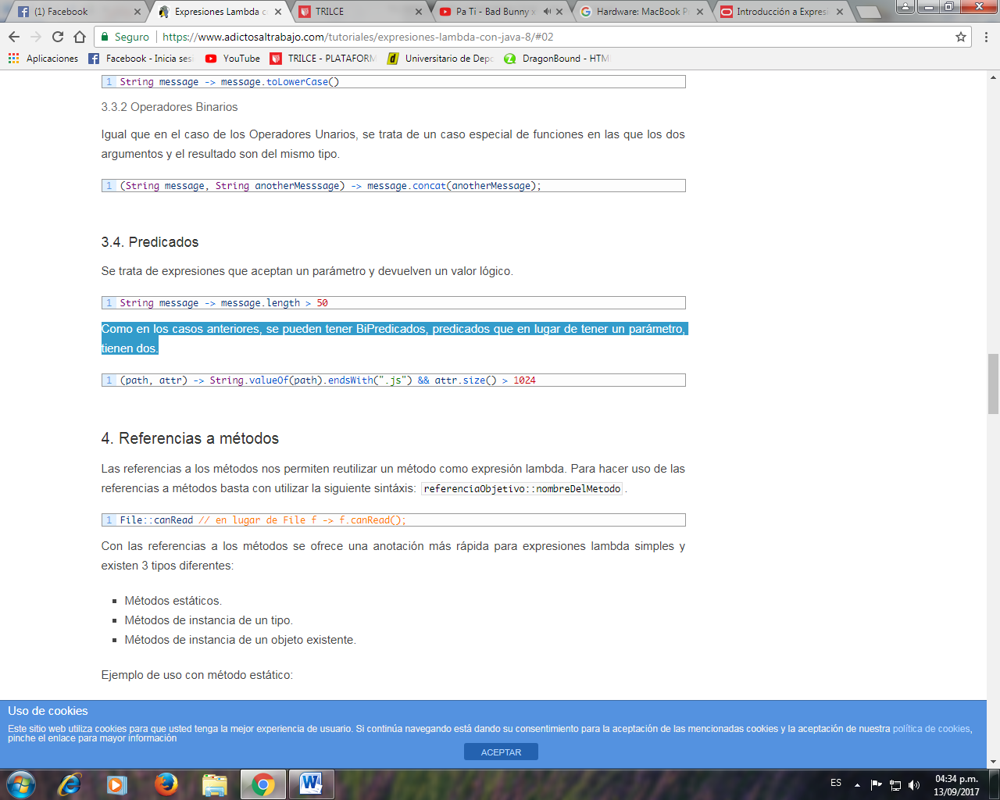 (1) Facebook
Expresiones Lambda c
TRILCE
Pa Ti - Bad Bunny x
Hardware: MacBook P
Introducción a Expresi
Seguro
https://www.adictosaltrabajo.com/tutoriales/expresiones-lambda-con-java-8/#02
Aplicaciones
Facebook - Inicia ses
YouTube
TRILCE - PLATAFORM
Universitario de Depo
DragonBound - HTM
1 String message -> message.toLowerCase()
3.3.2 Operadores Binarios
Igual que en el caso de los Operadores Unarios, se trata de un caso especial de funciones en las que los dos
argumentos y el resultado son del mismo tipo.
1 (String message, String anotherMesssage) -> message.concat(anotherMessage);
3.4. Predicados
Se trata de expresiones que aceptan un parámetro y devuelven un valor lógico.
1 String message -> message.length > 50
Como en los casos anteriores, se pueden tener BiPredicados, predicados que en lugar de tener un parámetro,
tienen dos.
1 (path, attr) -> String.valueOf(path).endsWith(".js") && attr.size() > 1024
4. Referencias a métodos
Las referencias a los métodos nos permiten reutilizar un método como expresión lambda. Para hacer uso de las
referencias a métodos basta con utilizar la siguiente sintáxis: referenciaObjetivo::nombreDelMetodo.
1 File::canRead // en lugar de File f -> f.canRead();
Con las referencias a los métodos se ofrece una anotación más rápida para expresiones lambda simples y
existen 3 tipos diferentes:
Métodos estáticos.
Métodos de instancia de un tipo.
Métodos de instancia de un objeto existente.
Ejemplo de uso con método estático:
Uso de cookies
Este sitio web utiliza cookies para que usted tenga la mejor experiencia de usuario. Si continúa navegando está dando su consentimiento para la aceptación de las mencionadas cookies y la aceptación de nuestra política de cookies,
pinche el enlace para mayor información
ACEPTAR
ES
04:34 p.m.
13/09/2017